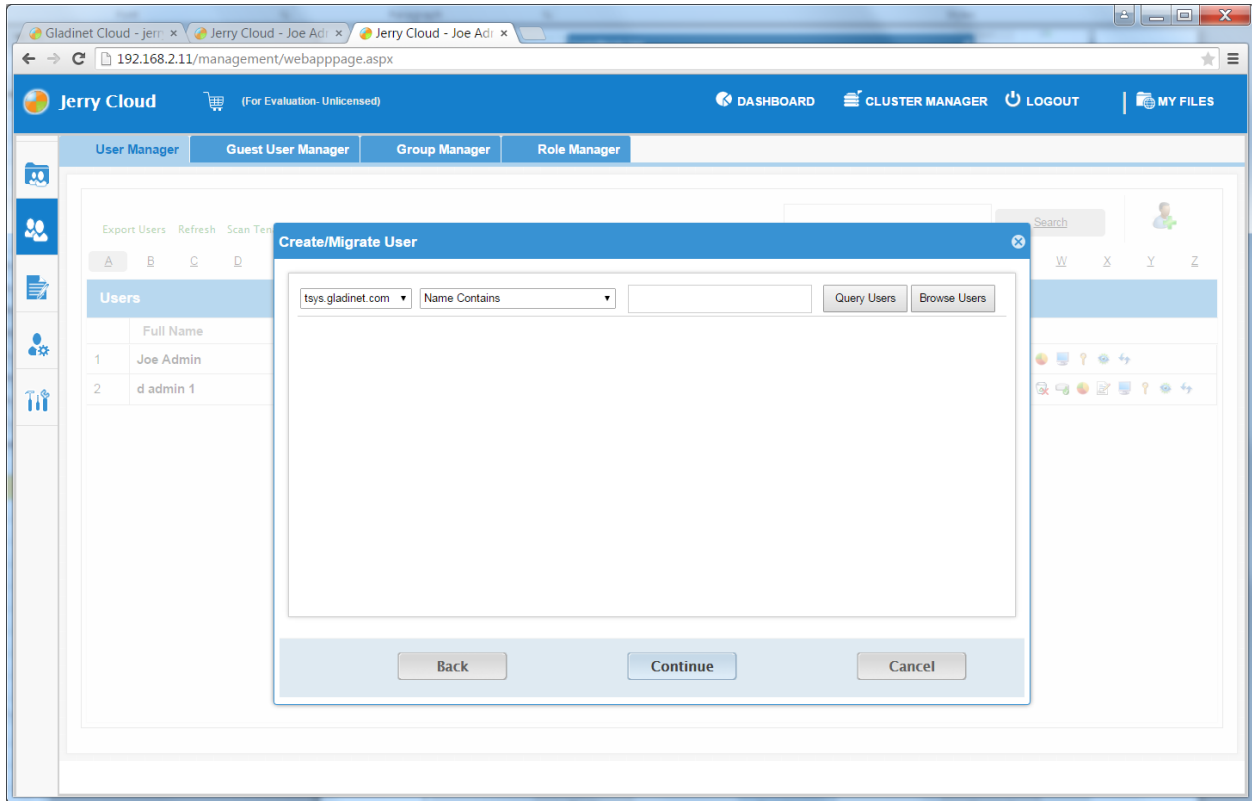 Gladinet Cloud - jerr
Jerry Cloud - Joe Adr
Jerry Cloud - Joe Adr
192.168.2.11/management/webapppage.aspx
Jerry Cloud (For Evaluation- Unlicensed) DASHBOARD CLUSTER MANAGER LOGOUT | MY FILES
User Manager Guest User Manager Group Manager Role Manager
Export Users Refresh Scan Ten Search
A B C D W X Y Z
Users
Full Name
1 Joe Admin
2 d admin 1
Create/Migrate User
tsys.gladinet.com Name Contains Query Users Browse Users
Back Continue Cancel